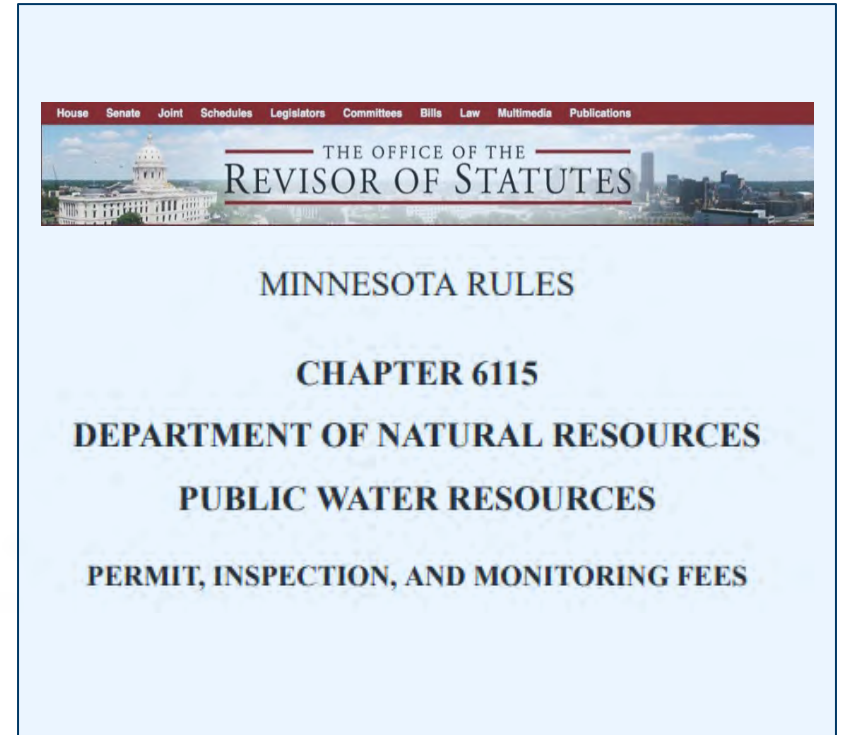 House Senate Joint Schedules Legislators Committees Bills Law Multimedia Publications
THE OFFICE OF THE
REVISOR OF STATUTES
MINNESOTA RULES
CHAPTER 6115
DEPARTMENT OF NATURAL RESOURCES
PUBLIC WATER RESOURCES
PERMIT, INSPECTION, AND MONITORING FEES